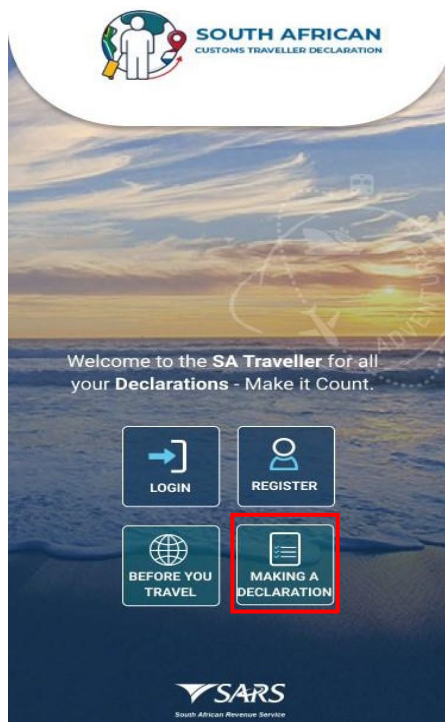 SOUTH AFRICAN
CUSTOMS TRAVELLER DECLARATION
ADVENTURE
Welcome to the SA Traveller for all
your Declarations - Make it Count.
LOGIN
REGISTER
BEFORE YOU
TRAVEL
MAKING A
DECLARATION
SARS
South African Revenue Service